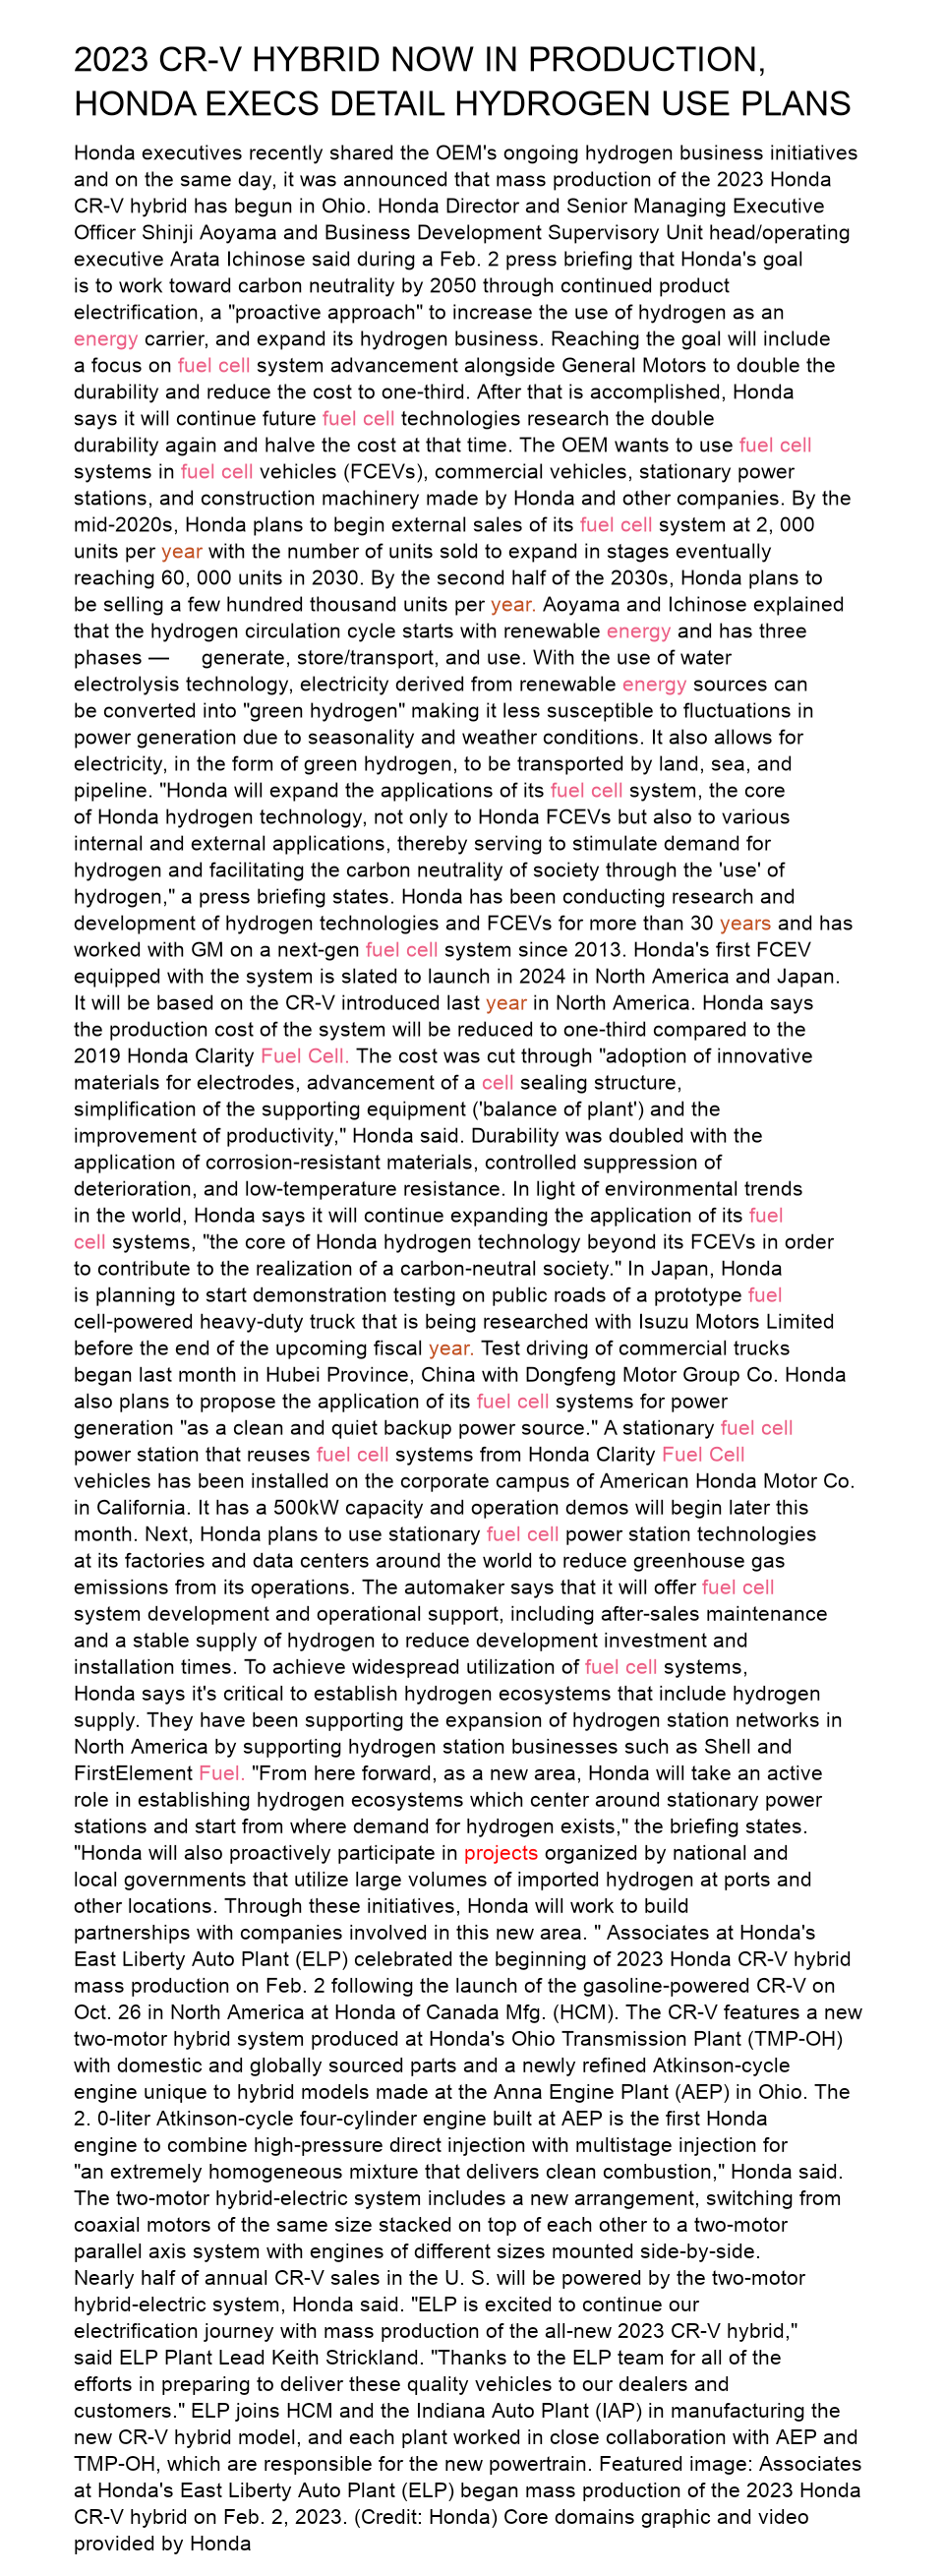 2023 CR-V HYBRID NOW IN PRODUCTION,
HONDA EXECS DETAIL HYDROGEN USE PLANS
Honda executives recently shared the OEM's ongoing hydrogen business initiatives
and on the same day, it was announced that mass production of the 2023 Honda
CR-V hybrid has begun in Ohio. Honda Director and Senior Managing Executive
Officer Shinji Aoyama and Business Development Supervisory Unit head/operating
executive Arata Ichinose said during a Feb. 2 press briefing that Honda's goal
is to work toward carbon neutrality by 2050 through continued product
electrification, a "proactive approach" to increase the use of hydrogen as an
energy carrier, and expand its hydrogen business. Reaching the goal will include
a focus on fuel cell system advancement alongside General Motors to double the
durability and reduce the cost to one-third. After that is accomplished, Honda
says it will continue future fuel cell technologies research the double
durability again and halve the cost at that time. The OEM wants to use fuel cell
systems in fuel cell vehicles (FCEVs), commercial vehicles, stationary power
stations, and construction machinery made by Honda and other companies. By the
mid-2020s, Honda plans to begin external sales of its fuel cell system at 2, 000
units per year with the number of units sold to expand in stages eventually
reaching 60, 000 units in 2030. By the second half of the 2030s, Honda plans to
be selling a few hundred thousand units per year. Aoyama and Ichinose explained
that the hydrogen circulation cycle starts with renewable energy and has three
phases — generate, store/transport, and use. With the use of water
electrolysis technology, electricity derived from renewable energy sources can
be converted into "green hydrogen" making it less susceptible to fluctuations in
power generation due to seasonality and weather conditions. It also allows for
electricity, in the form of green hydrogen, to be transported by land, sea, and
pipeline. "Honda will expand the applications of its fuel cell system, the core
of Honda hydrogen technology, not only to Honda FCEVs but also to various
internal and external applications, thereby serving to stimulate demand for
hydrogen and facilitating the carbon neutrality of society through the 'use' of
hydrogen," a press briefing states. Honda has been conducting research and
development of hydrogen technologies and FCEVs for more than 30 years and has
worked with GM on a next-gen fuel cell system since 2013. Honda's first FCEV
equipped with the system is slated to launch in 2024 in North America and Japan.
It will be based on the CR-V introduced last year in North America. Honda says
the production cost of the system will be reduced to one-third compared to the
2019 Honda Clarity Fuel Cell. The cost was cut through "adoption of innovative
materials for electrodes, advancement of a cell sealing structure,
simplification of the supporting equipment ('balance of plant') and the
improvement of productivity," Honda said. Durability was doubled with the
application of corrosion-resistant materials, controlled suppression of
deterioration, and low-temperature resistance. In light of environmental trends
in the world, Honda says it will continue expanding the application of its fuel
cell systems, "the core of Honda hydrogen technology beyond its FCEVs in order
to contribute to the realization of a carbon-neutral society." In Japan, Honda
is planning to start demonstration testing on public roads of a prototype fuel
cell-powered heavy-duty truck that is being researched with Isuzu Motors Limited
before the end of the upcoming fiscal year. Test driving of commercial trucks
began last month in Hubei Province, China with Dongfeng Motor Group Co. Honda
also plans to propose the application of its fuel cell systems for power
generation "as a clean and quiet backup power source." A stationary fuel cell
power station that reuses fuel cell systems from Honda Clarity Fuel Cell
vehicles has been installed on the corporate campus of American Honda Motor Co.
in California. It has a 500kW capacity and operation demos will begin later this
month. Next, Honda plans to use stationary fuel cell power station technologies
at its factories and data centers around the world to reduce greenhouse gas
emissions from its operations. The automaker says that it will offer fuel cell
system development and operational support, including after-sales maintenance
and a stable supply of hydrogen to reduce development investment and
installation times. To achieve widespread utilization of fuel cell systems,
Honda says it's critical to establish hydrogen ecosystems that include hydrogen
supply. They have been supporting the expansion of hydrogen station networks in
North America by supporting hydrogen station businesses such as Shell and
FirstElement Fuel. "From here forward, as a new area, Honda will take an active
role in establishing hydrogen ecosystems which center around stationary power
stations and start from where demand for hydrogen exists," the briefing states.
"Honda will also proactively participate in projects organized by national and
local governments that utilize large volumes of imported hydrogen at ports and
other locations. Through these initiatives, Honda will work to build
partnerships with companies involved in this new area. " Associates at Honda's
East Liberty Auto Plant (ELP) celebrated the beginning of 2023 Honda CR-V hybrid
mass production on Feb. 2 following the launch of the gasoline-powered CR-V on
Oct. 26 in North America at Honda of Canada Mfg. (HCM). The CR-V features a new
two-motor hybrid system produced at Honda's Ohio Transmission Plant (TMP-OH)
with domestic and globally sourced parts and a newly refined Atkinson-cycle
engine unique to hybrid models made at the Anna Engine Plant (AEP) in Ohio. The
2. 0-liter Atkinson-cycle four-cylinder engine built at AEP is the first Honda
engine to combine high-pressure direct injection with multistage injection for
"an extremely homogeneous mixture that delivers clean combustion," Honda said.
The two-motor hybrid-electric system includes a new arrangement, switching from
coaxial motors of the same size stacked on top of each other to a two-motor
parallel axis system with engines of different sizes mounted side-by-side.
Nearly half of annual CR-V sales in the U. S. will be powered by the two-motor
hybrid-electric system, Honda said. "ELP is excited to continue our
electrification journey with mass production of the all-new 2023 CR-V hybrid,"
said ELP Plant Lead Keith Strickland. "Thanks to the ELP team for all of the
efforts in preparing to deliver these quality vehicles to our dealers and
customers." ELP joins HCM and the Indiana Auto Plant (IAP) in manufacturing the
new CR-V hybrid model, and each plant worked in close collaboration with AEP and
TMP-OH, which are responsible for the new powertrain. Featured image: Associates
at Honda's East Liberty Auto Plant (ELP) began mass production of the 2023 Honda
CR-V hybrid on Feb. 2, 2023. (Credit: Honda) Core domains graphic and video
provided by Honda